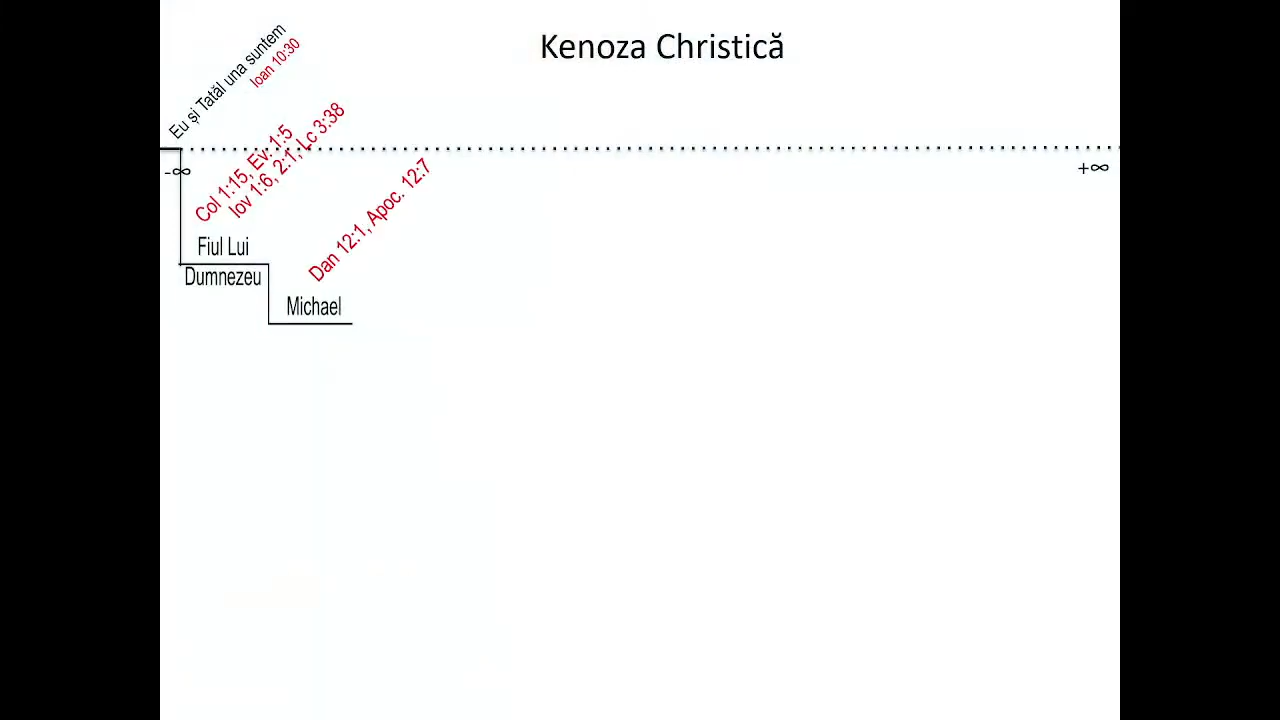 Kenoza Christică
Eu și Tatăl una suntem
Ioan 10:30
-∞
+∞
Col 1:15, Ev. 1:5
Iov 1:6, 2:1, Lc 3:38
Fiul Lui
Dumnezeu
Dan 12:1, Apoc. 12:7
Michael